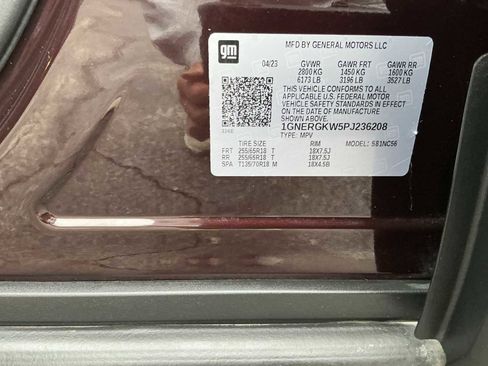 gm
MFD BY GENERAL MOTORS LLC
04/23 GVWR GAWR FRT GAWR RR
2800 KG 1450 KG 1600 KG
6173 LB 3196 LB 3527 LB
THIS VEHICLE CONFORMS TO ALL
APPLICABLE U.S. FEDERAL MOTOR
VEHICLE SAFETY STANDARDS IN EFFECT
ON THE DATE OF MANUFACTURE
SHOWN ABOVE.
1GNERGKW5PJ236208
TYPE: MPV
TIRE SIZE RIM MODEL: 5B1NC56
FRT 255/65R18 T 18X7.5J
RR 255/65R18 T 18X7.5J
SPA T135/70R18 M 18X4.5B